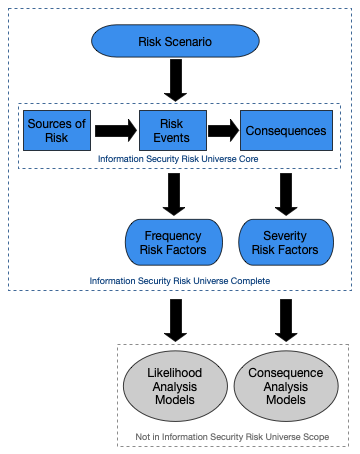 Risk Scenario
Sources of
Risk
Risk
Events
Consequences
Information Security Risk Universe Core
Frequency
Risk Factors
Severity
Risk Factors
Information Security Risk Universe Complete
Likelihood
Analysis
Models
Consequence
Analysis
Models
Not in Information Security Risk Universe Scope